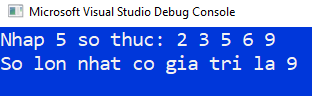 Microsoft Visual Studio Debug Console
Nhap 5 so thuc: 2 3 5 6 9
So lon nhat co gia tri la 9